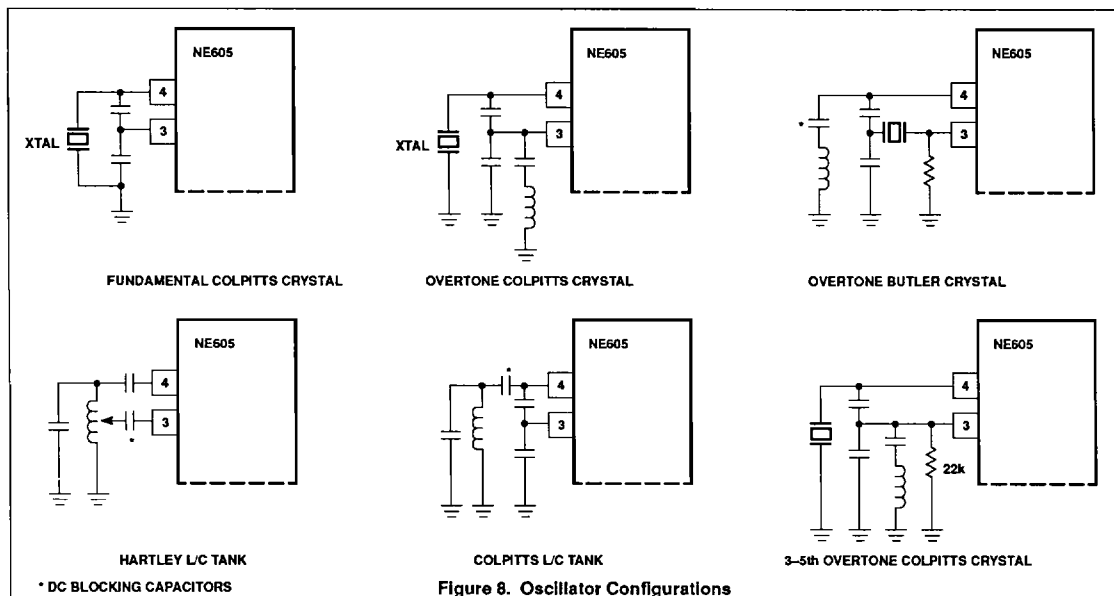 NE605
4
3
XTAL
FUNDAMENTAL COLPITTS CRYSTAL
NE605
4
3
XTAL
OVERTONE COLPITTS CRYSTAL
NE605
*
4
3
OVERTONE BUTLER CRYSTAL
NE605
4
3
*
HARTLEY L/C TANK
NE605
*
4
3
COLPITTS L/C TANK
NE605
4
3
22k
3–5th OVERTONE COLPITTS CRYSTAL
* DC BLOCKING CAPACITORS
Figure 8. Oscillator Configurations